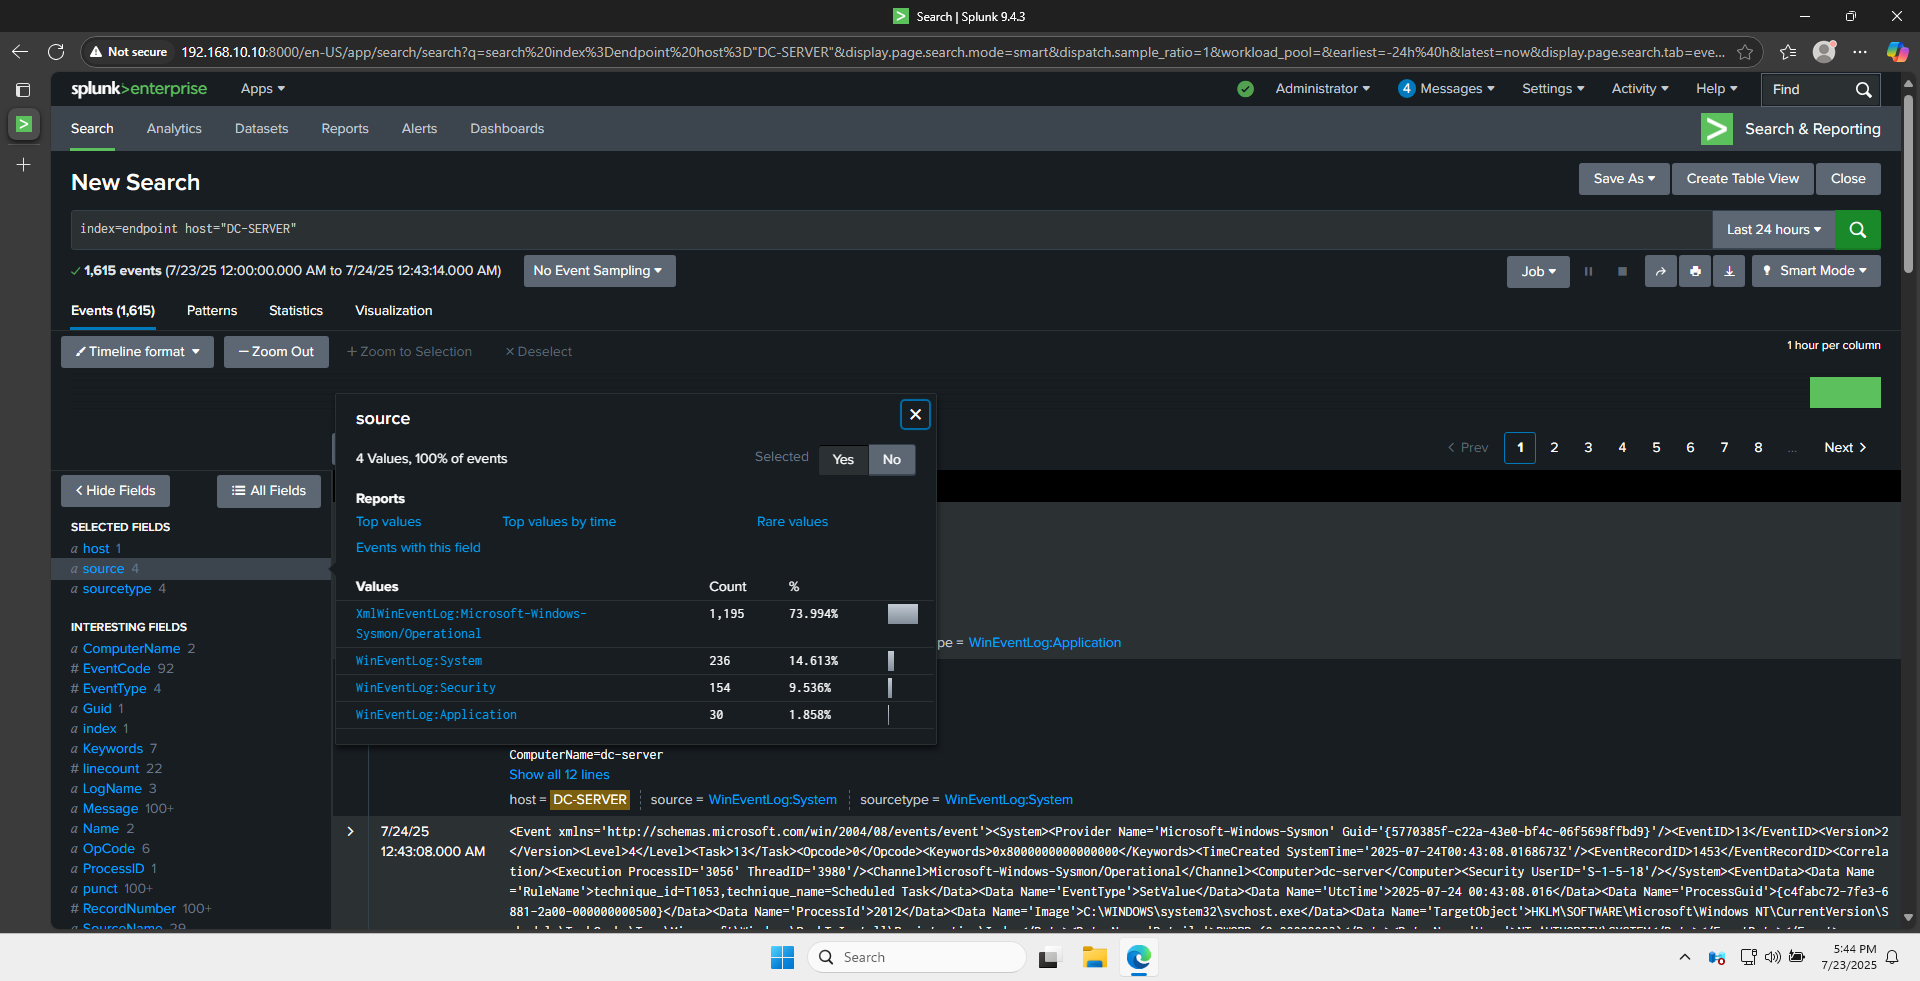 Search | Splunk 9.4.3
Not secure
192.168.10.10:8000/en-US/app/search/search?q=search%20index%3Dendpoint%20host%3D"DC-SERVER"&display.page.search.mode=smart&dispatch.sample_ratio=1&workload_pool=&earliest=-24h%40h&latest=now&display.page.search.tab=eve...
splunk>enterprise
Apps
Administrator
4 Messages
Settings
Activity
Help
Find
Search
Analytics
Datasets
Reports
Alerts
Dashboards
Search & Reporting
New Search
Save As
Create Table View
Close
index=endpoint host="DC-SERVER"
Last 24 hours
1,615 events (7/23/25 12:00:00.000 AM to 7/24/25 12:43:14.000 AM)
No Event Sampling
Job
Smart Mode
Events (1,615)
Patterns
Statistics
Visualization
Timeline format
Zoom Out
+ Zoom to Selection
× Deselect
1 hour per column
source
4 Values, 100% of events
Selected
Yes
No
< Prev
1
2
3
4
5
6
7
8
...
Next >
Hide Fields
All Fields
Reports
Top values
Top values by time
Rare values
Events with this field
SELECTED FIELDS
a host 1
a source 4
a sourcetype 4
Values
Count
%
XmlWinEventLog:Microsoft-Windows-
Sysmon/Operational
1,195
73.994%
WinEventLog:System
236
14.613%
WinEventLog:Security
154
9.536%
WinEventLog:Application
30
1.858%
pe = WinEventLog:Application
INTERESTING FIELDS
a ComputerName 2
# EventCode 92
# EventType 4
a Guid 1
a index 1
a Keywords 7
# linecount 22
a LogName 3
a Message 100+
a Name 2
a OpCode 6
a ProcessID 1
a punct 100+
# RecordNumber 100+
a SourceName 29
ComputerName=dc-server
Show all 12 lines
host = DC-SERVER
source = WinEventLog:System
sourcetype = WinEventLog:System
7/24/25
12:43:08.000 AM
<Event xmlns='http://schemas.microsoft.com/win/2004/08/events/event'><System><Provider Name='Microsoft-Windows-Sysmon' Guid='{5770385f-c22a-43e0-bf4c-06f5698ffbd9}'/><EventID>13</EventID><Version>2
</Version><Level>4</Level><Task>13</Task><Opcode>0</Opcode><Keywords>0x8000000000000000</Keywords><TimeCreated SystemTime='2025-07-24T00:43:08.0168673Z'/><EventRecordID>1453</EventRecordID><Correla
tion/><Execution ProcessID='3056' ThreadID='3980'/><Channel>Microsoft-Windows-Sysmon/Operational</Channel><Computer>dc-server</Computer><Security UserID='S-1-5-18'/></System><EventData><Data Name
='RuleName'>technique_id=T1053,technique_name=Scheduled Task</Data><Data Name='EventType'>SetValue</Data><Data Name='UtcTime'>2025-07-24 00:43:08.016</Data><Data Name='ProcessGuid'>{c4fabc72-7fe3-6
881-2a00-000000000500}</Data><Data Name='ProcessId'>2012</Data><Data Name='Image'>C:\WINDOWS\system32\svchost.exe</Data><Data Name='TargetObject'>HKLM\SOFTWARE\Microsoft\Windows NT\CurrentVersion\S
Search
5:44 PM
7/23/2025